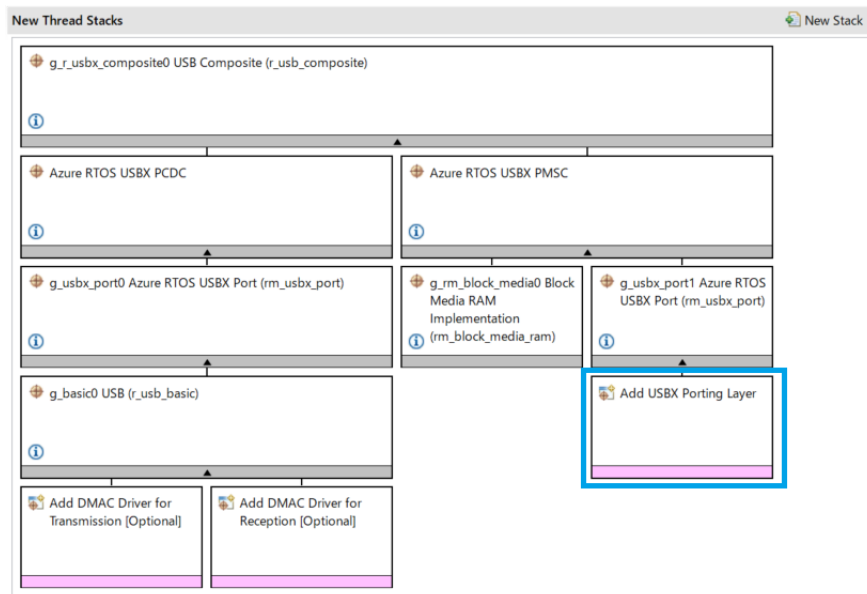 New Thread Stacks
New Stack
g_r_usbx_composite0 USB Composite (r_usb_composite)
Azure RTOS USBX PCDC
Azure RTOS USBX PMSC
g_usbx_port0 Azure RTOS USBX Port (rm_usbx_port)
g_rm_block_media0 Block
Media RAM
Implementation
(rm_block_media_ram)
g_usbx_port1 Azure RTOS
USBX Port (rm_usbx_port)
g_basic0 USB (r_usb_basic)
Add USBX Porting Layer
Add DMAC Driver for
Transmission [Optional]
Add DMAC Driver for
Reception [Optional]